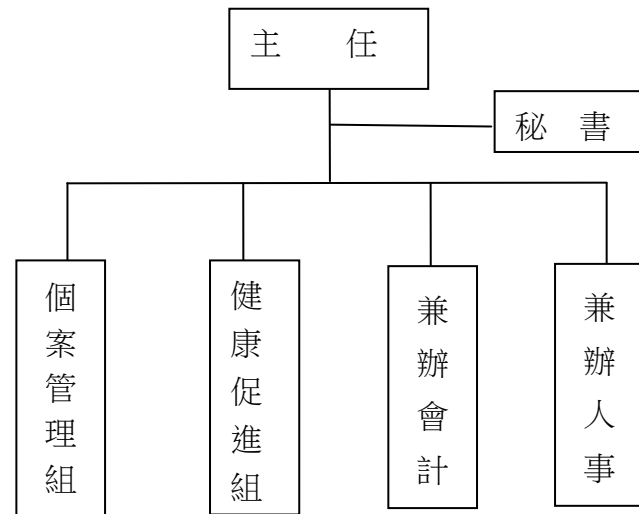 主 任
秘 書
個案管理組
健康促進組
兼辦會計
兼辦人事